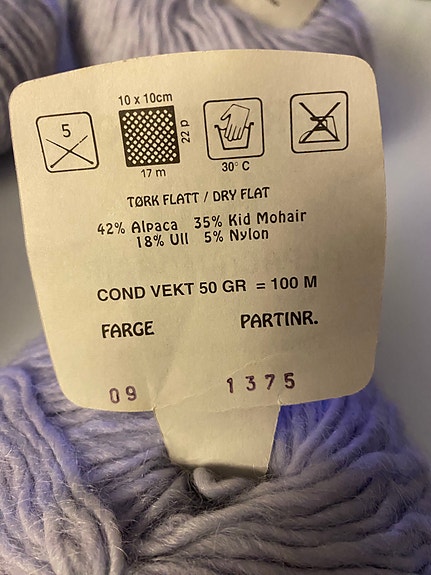 10 x 10cm
5
22 p
17 m
30° C
TØRK FLATT / DRY FLAT
42% Alpaca 35% Kid Mohair
18% Ull 5% Nylon
COND VEKT 50 GR = 100 M
FARGE PARTINR.
09 1375